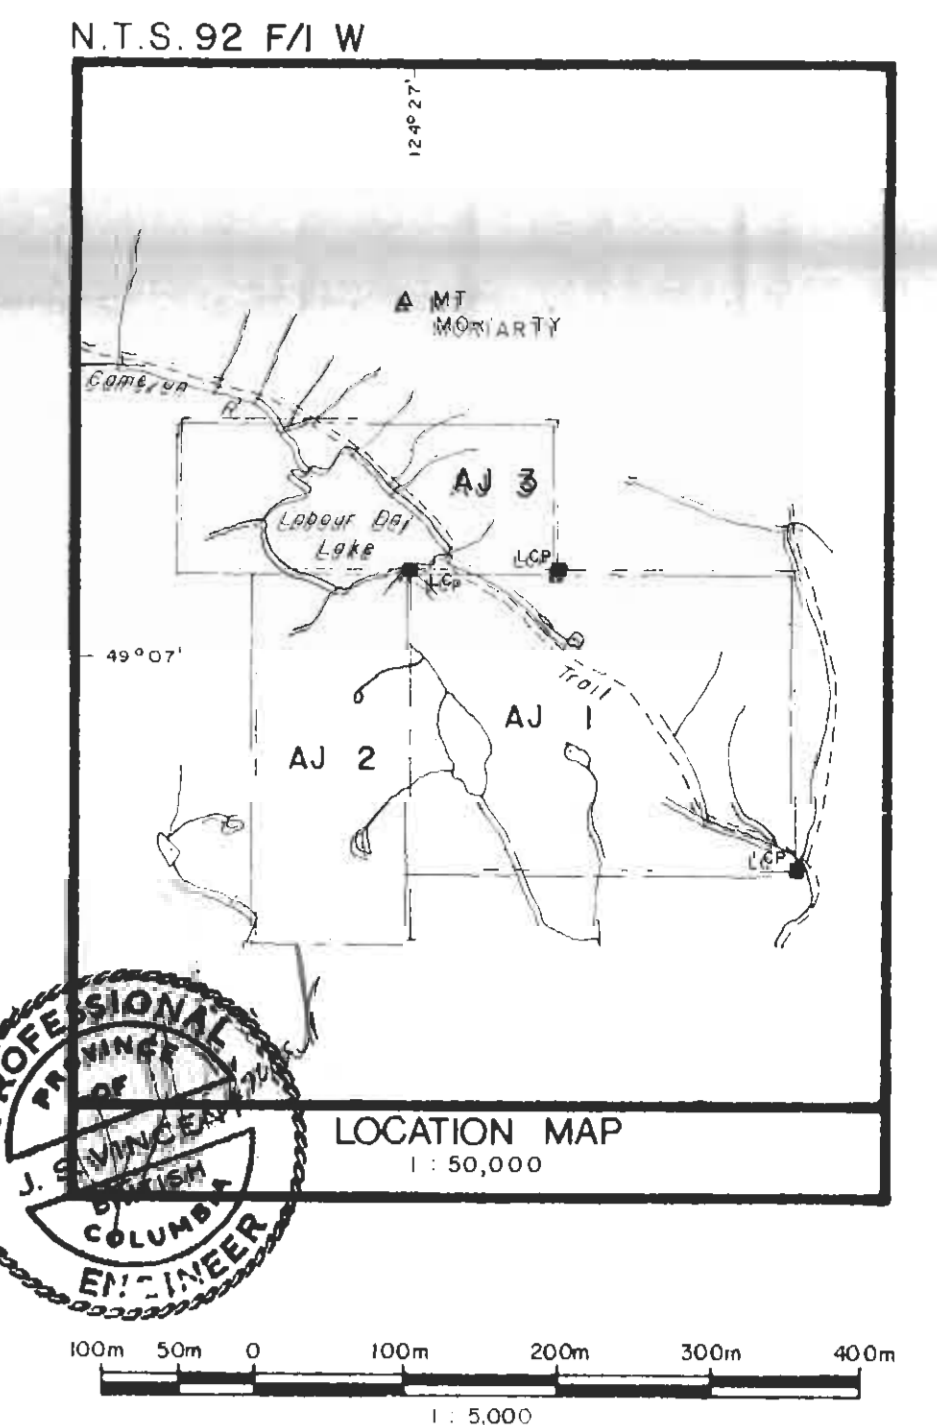 N.T.S. 92 F/1 W
124° 27'
MT
MORIARTY
Cameron
R
AJ 3
Labour Day
Lake
LCP
LCP
49° 07'
Trail
AJ 1
AJ 2
LCP
PROFESSIONAL
PROVINCE
OF
J. S. VINCENT
BRITISH
COLUMBIA
ENGINEER
LOCATION MAP
1 : 50,000
100m 50m 0 100m 200m 300m 400m
1 : 5,000